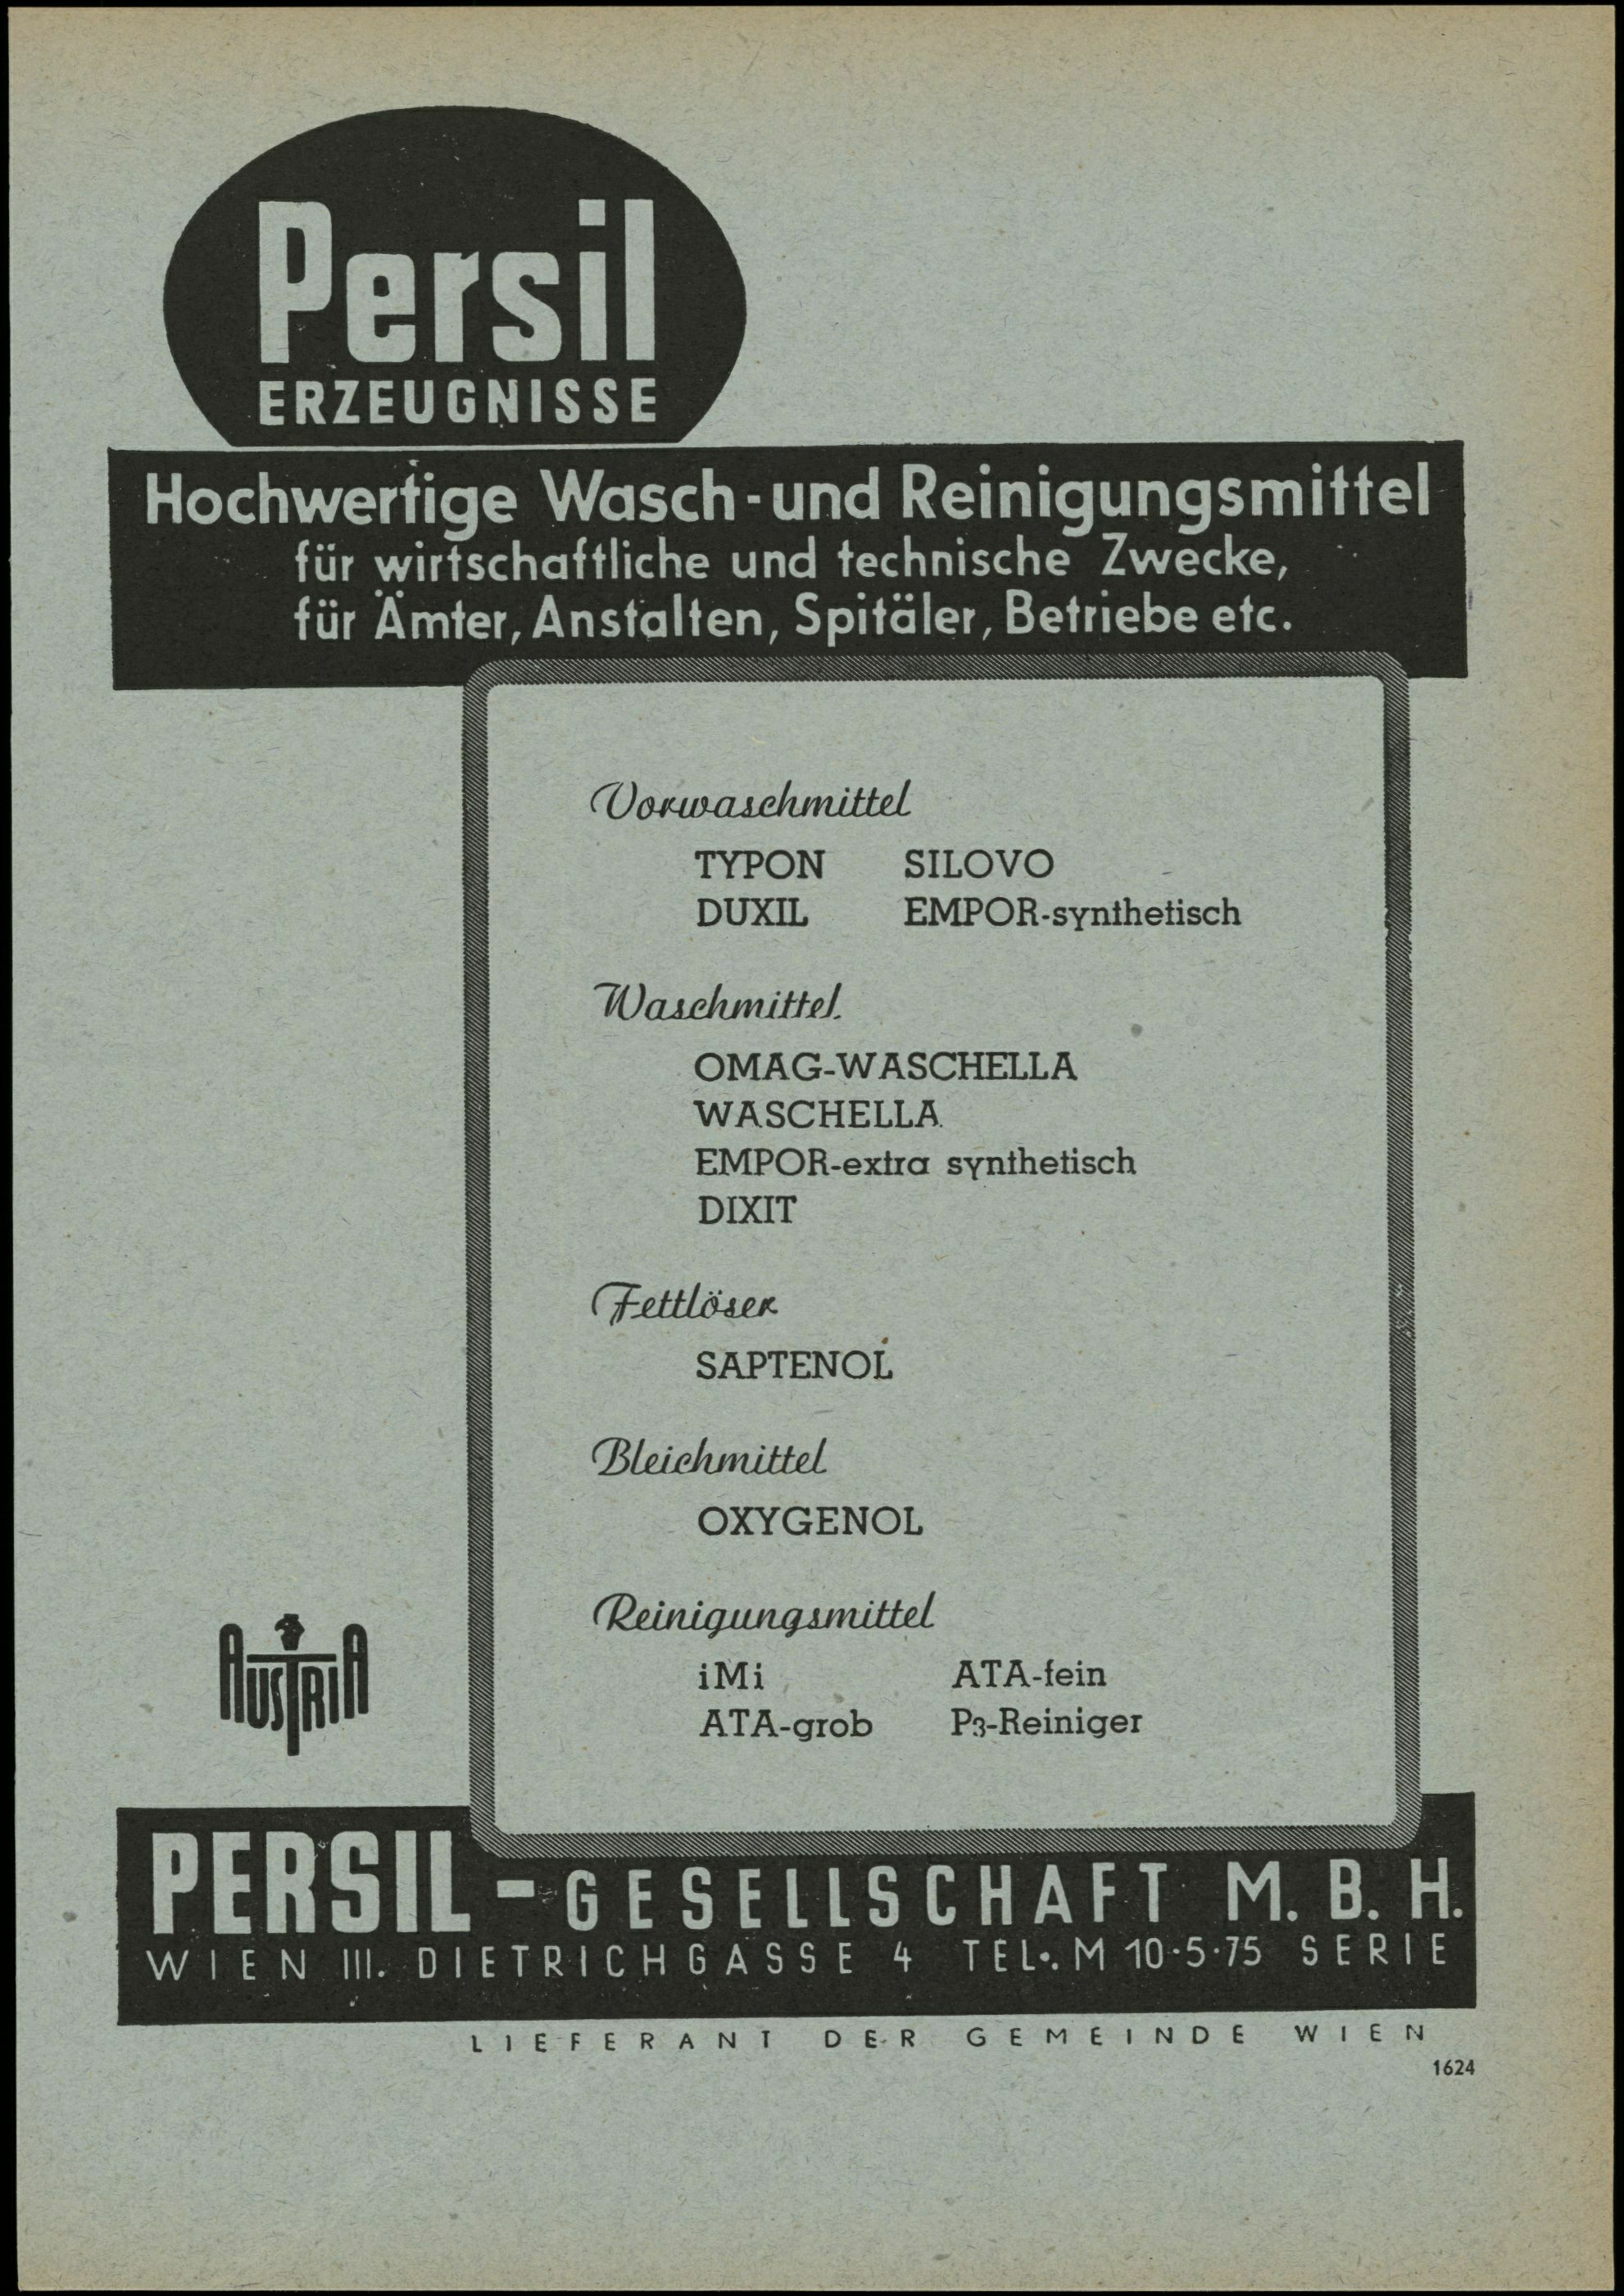 Persil
ERZEUGNISSE
Hochwertige Wasch-und Reinigungsmittel
für wirtschaftliche und technische Zwecke,
für Ämter, Anstalten, Spitäler, Betriebe etc.
Vorwaschmittel
TYPON SILOVO
DUXIL EMPOR-synthetisch
Waschmittel
OMAG-WASCHELLA
WASCHELLA
EMPOR-extra synthetisch
DIXIT
Fettlöser
SAPTENOL
Bleichmittel
OXYGENOL
Reinigungsmittel
iMi ATA-fein
ATA-grob P3-Reiniger
AUSTRIA
PERSIL-GESELLSCHAFT M. B. H.
WIEN III. DIETRICHGASSE 4 TEL. M 10·5·75 SERIE
LIEFERANT DER GEMEINDE WIEN
1624